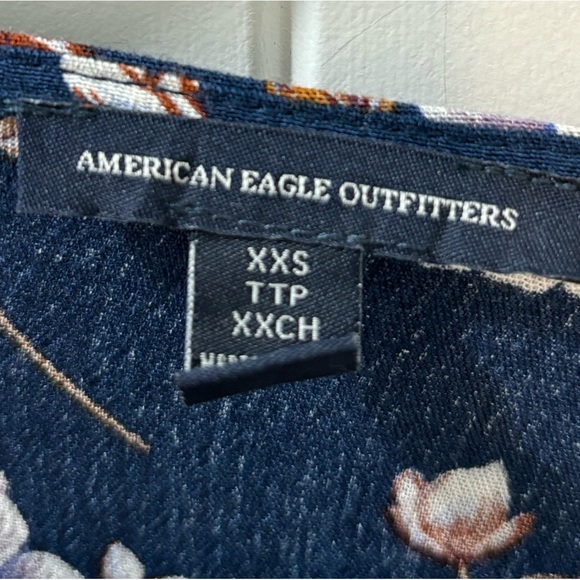 AMERICAN EAGLE OUTFITTERS
XXS
TTP
XXCH